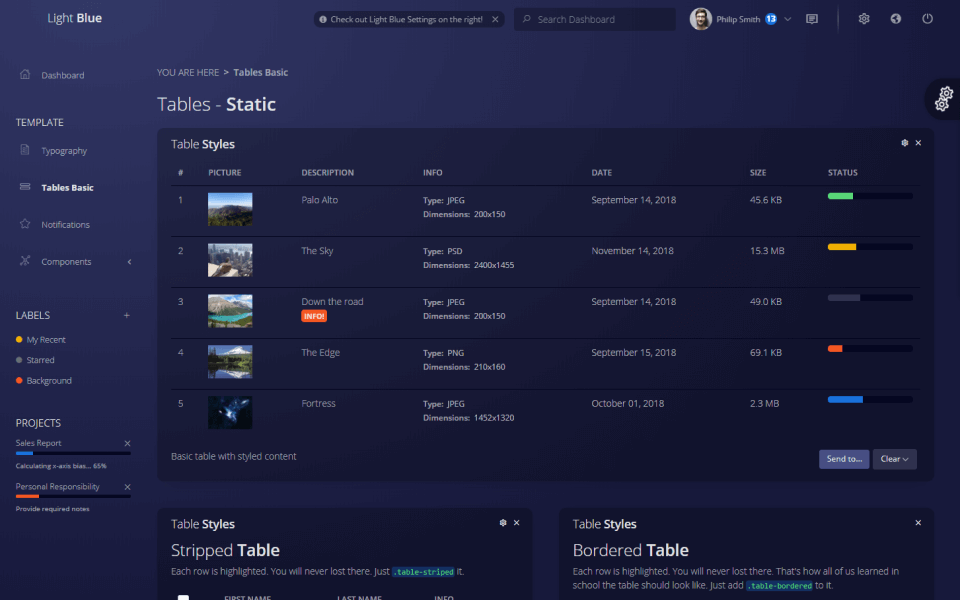 Light Blue
Check out Light Blue Settings on the right!
Search Dashboard
Philip Smith 13
Dashboard
TEMPLATE
Typography
Tables Basic
Notifications
Components
LABELS +
My Recent
Starred
Background
PROJECTS
Sales Report
Calculating x-axis bias... 65%
Personal Responsibility
Provide required notes
YOU ARE HERE > Tables Basic
Tables - Static
Table Styles
# PICTURE DESCRIPTION INFO DATE SIZE STATUS
1 Palo Alto Type: JPEG September 14, 2018 45.6 KB
Dimensions: 200x150
2 The Sky Type: PSD November 14, 2018 15.3 MB
Dimensions: 2400x1455
3 Down the road Type: JPEG September 14, 2018 49.0 KB
INFO! Dimensions: 200x150
4 The Edge Type: PNG September 15, 2018 69.1 KB
Dimensions: 210x160
5 Fortress Type: JPEG October 01, 2018 2.3 MB
Dimensions: 1452x1320
Basic table with styled content
Send to... Clear
Table Styles
Stripped Table
Each row is highlighted. You will never lost there. Just .table-striped it.
FIRST NAME LAST NAME INFO
Table Styles
Bordered Table
Each row is highlighted. You will never lost there. That's how all of us learned in
school the table should look like. Just add .table-bordered to it.